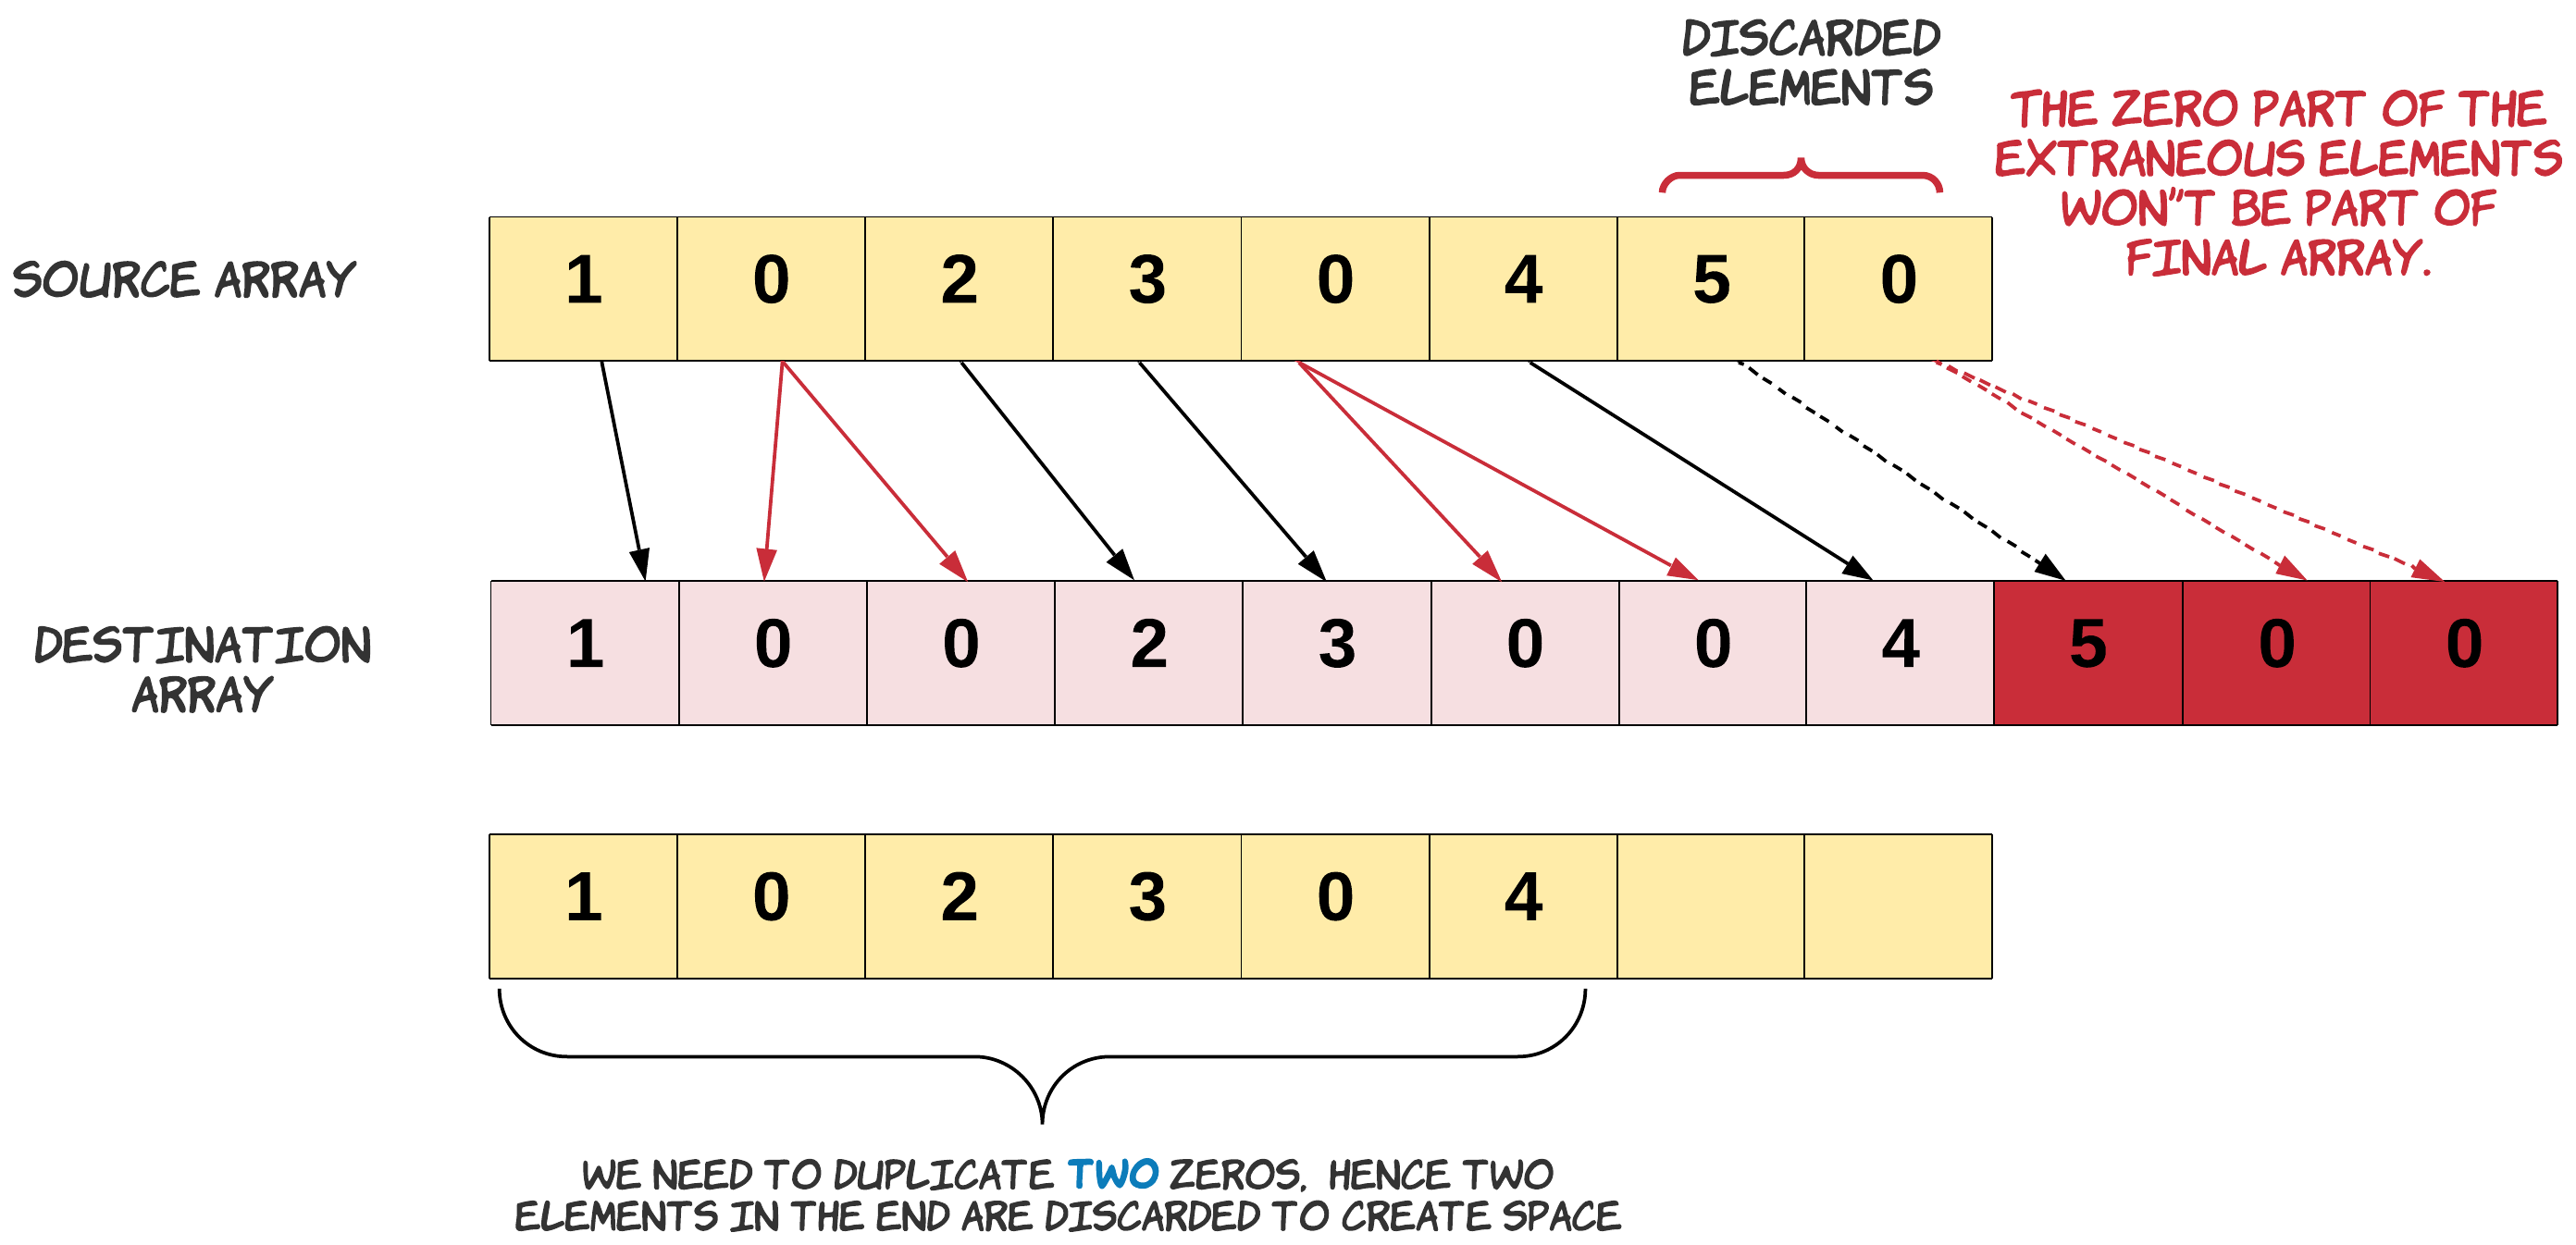 DISCARDED
ELEMENTS
THE ZERO PART OF THE
EXTRANEOUS ELEMENTS
WON"T BE PART OF
FINAL ARRAY.
SOURCE ARRAY
1 0 2 3 0 4 5 0
DESTINATION
ARRAY
1 0 0 2 3 0 0 4 5 0 0
1 0 2 3 0 4
WE NEED TO DUPLICATE TWO ZEROS. HENCE TWO
ELEMENTS IN THE END ARE DISCARDED TO CREATE SPACE